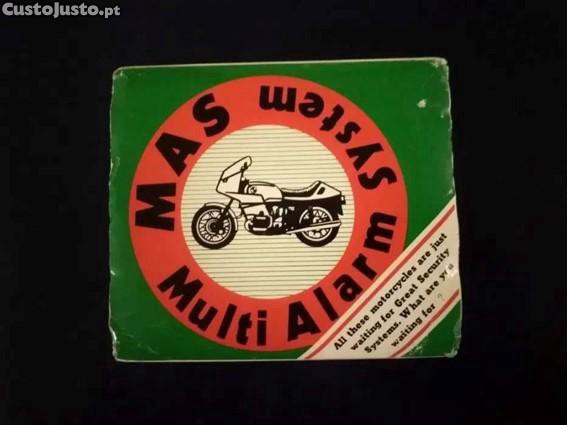 CustoJusto.pt
MAS
Multi Alarm
System
All these motorcycles are just
waiting for Great Security
Systems. What are you
waiting for ?